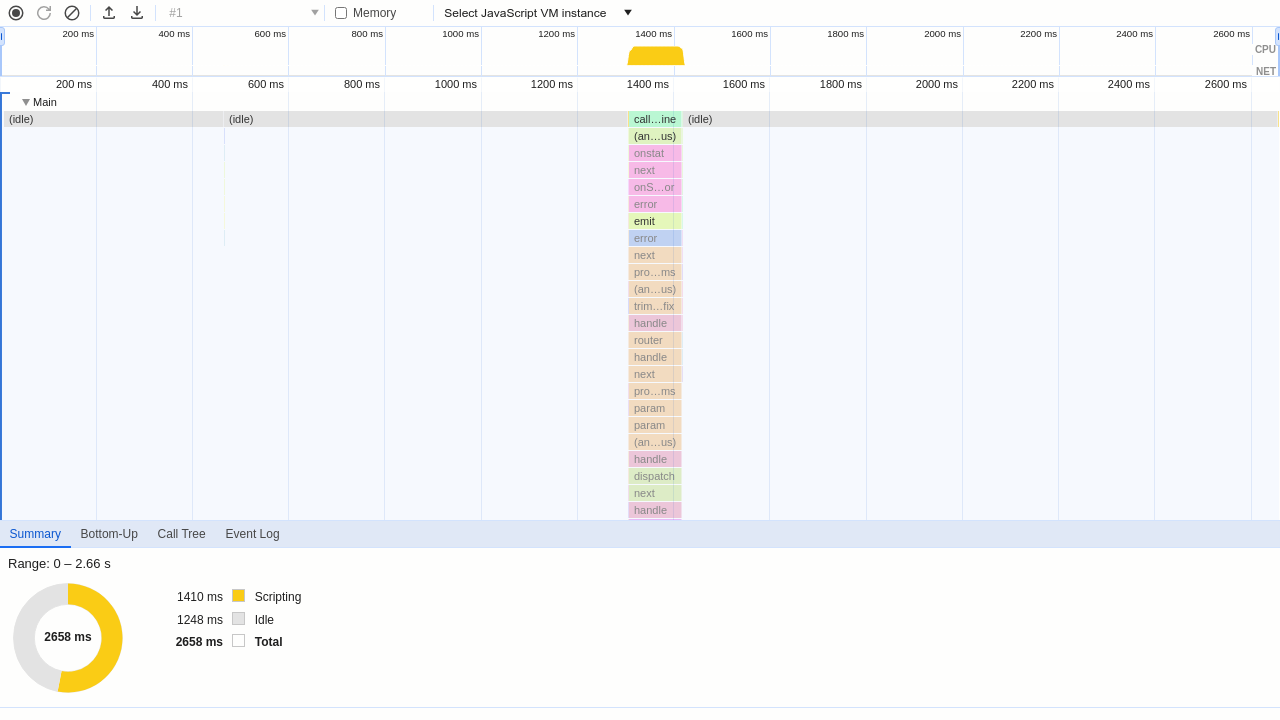 #1 Memory Select JavaScript VM instance
200 ms 400 ms 600 ms 800 ms 1000 ms 1200 ms 1400 ms 1600 ms 1800 ms 2000 ms 2200 ms 2400 ms 2600 ms
CPU
NET
200 ms 400 ms 600 ms 800 ms 1000 ms 1200 ms 1400 ms 1600 ms 1800 ms 2000 ms 2200 ms 2400 ms 2600 ms
Main
(idle) (idle) call…ine (idle)
(an…us)
onstat
next
onS…or
error
emit
error
next
pro…ms
(an…us)
trim…fix
handle
router
handle
next
pro…ms
param
param
(an…us)
handle
dispatch
next
handle
Summary Bottom-Up Call Tree Event Log
Range: 0 – 2.66 s
1410 ms Scripting
1248 ms Idle
2658 ms 2658 ms Total